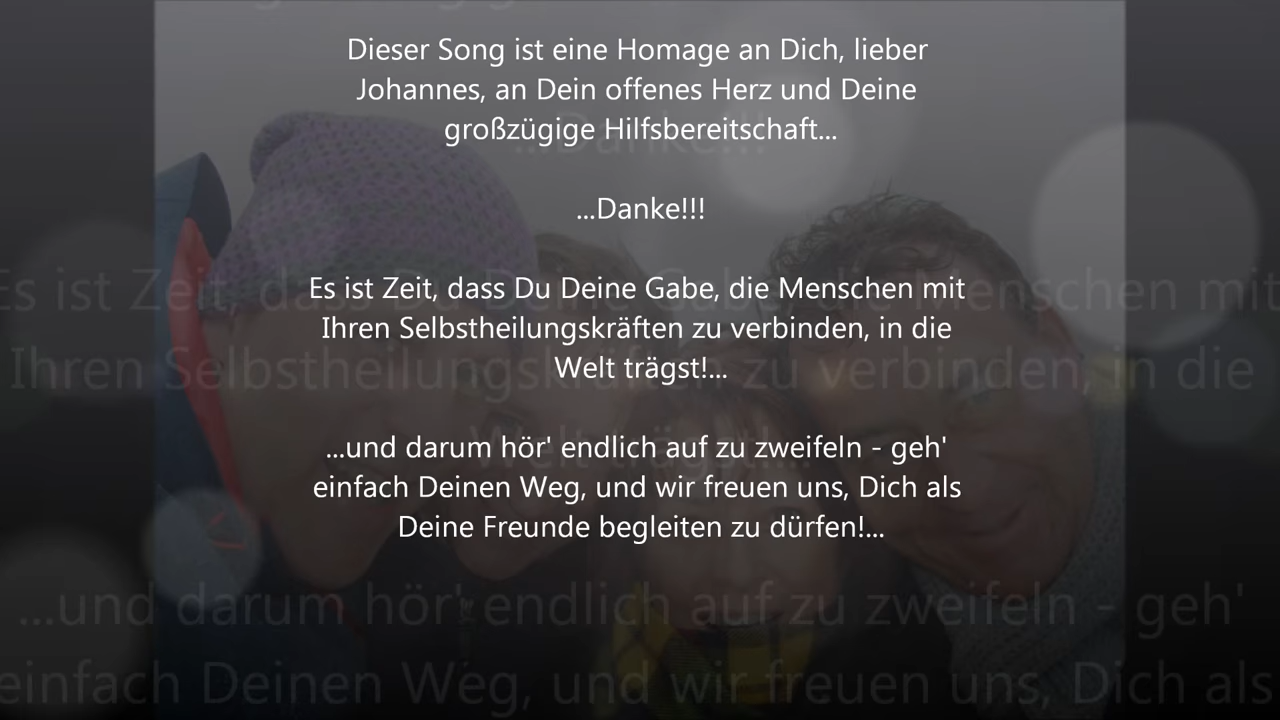 Dieser Song ist eine Homage an Dich, lieber
Johannes, an Dein offenes Herz und Deine
großzügige Hilfsbereitschaft...
...Danke!!!
Es ist Zeit, dass Du Deine Gabe, die Menschen mit
Ihren Selbstheilungskräften zu verbinden, in die
Welt trägst!...
...und darum hör' endlich auf zu zweifeln - geh'
einfach Deinen Weg, und wir freuen uns, Dich als
Deine Freunde begleiten zu dürfen!...